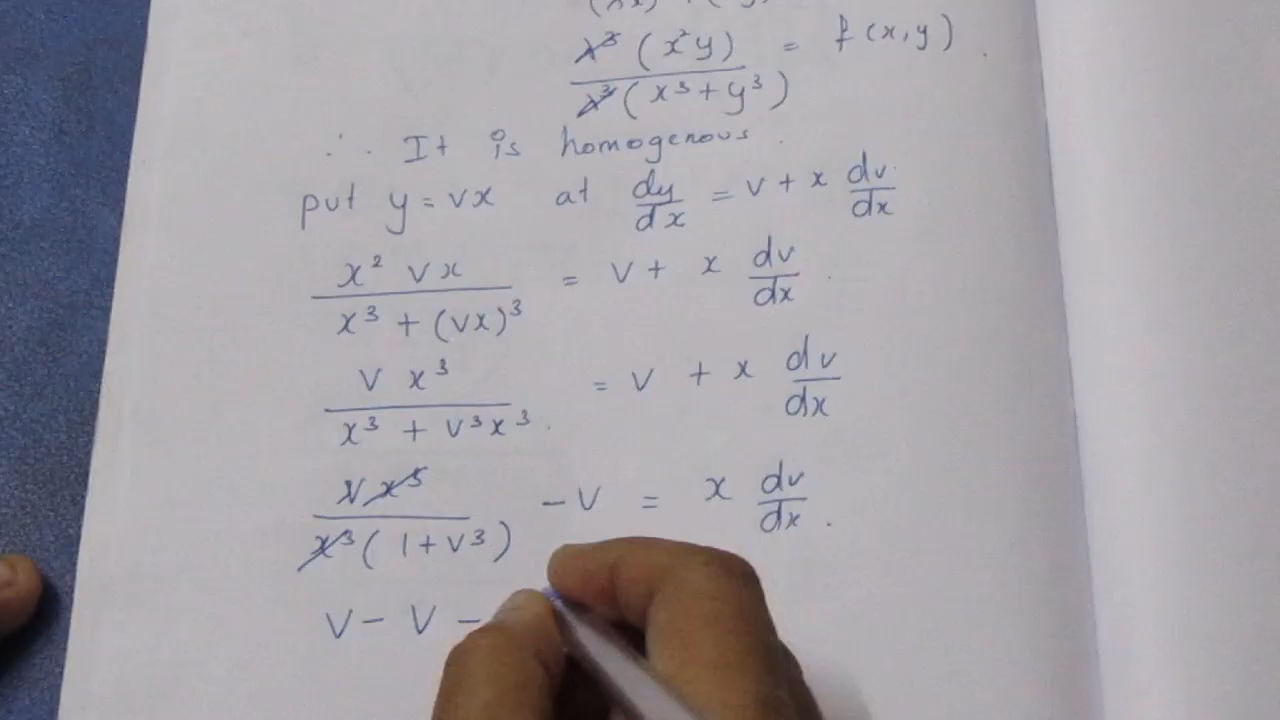 x³ (x²y) / x³ (x³ + y³) = f (x, y).
∴ It is homogenous.
put y = vx at dy/dx = v + x dv/dx
x² vx / x³ + (vx)³ = v + x dv/dx.
v x³ / x³ + v³x³. = v + x dv/dx
v x³ / x³ ( 1 + v³ ) - v = x dv/dx.
v - v -